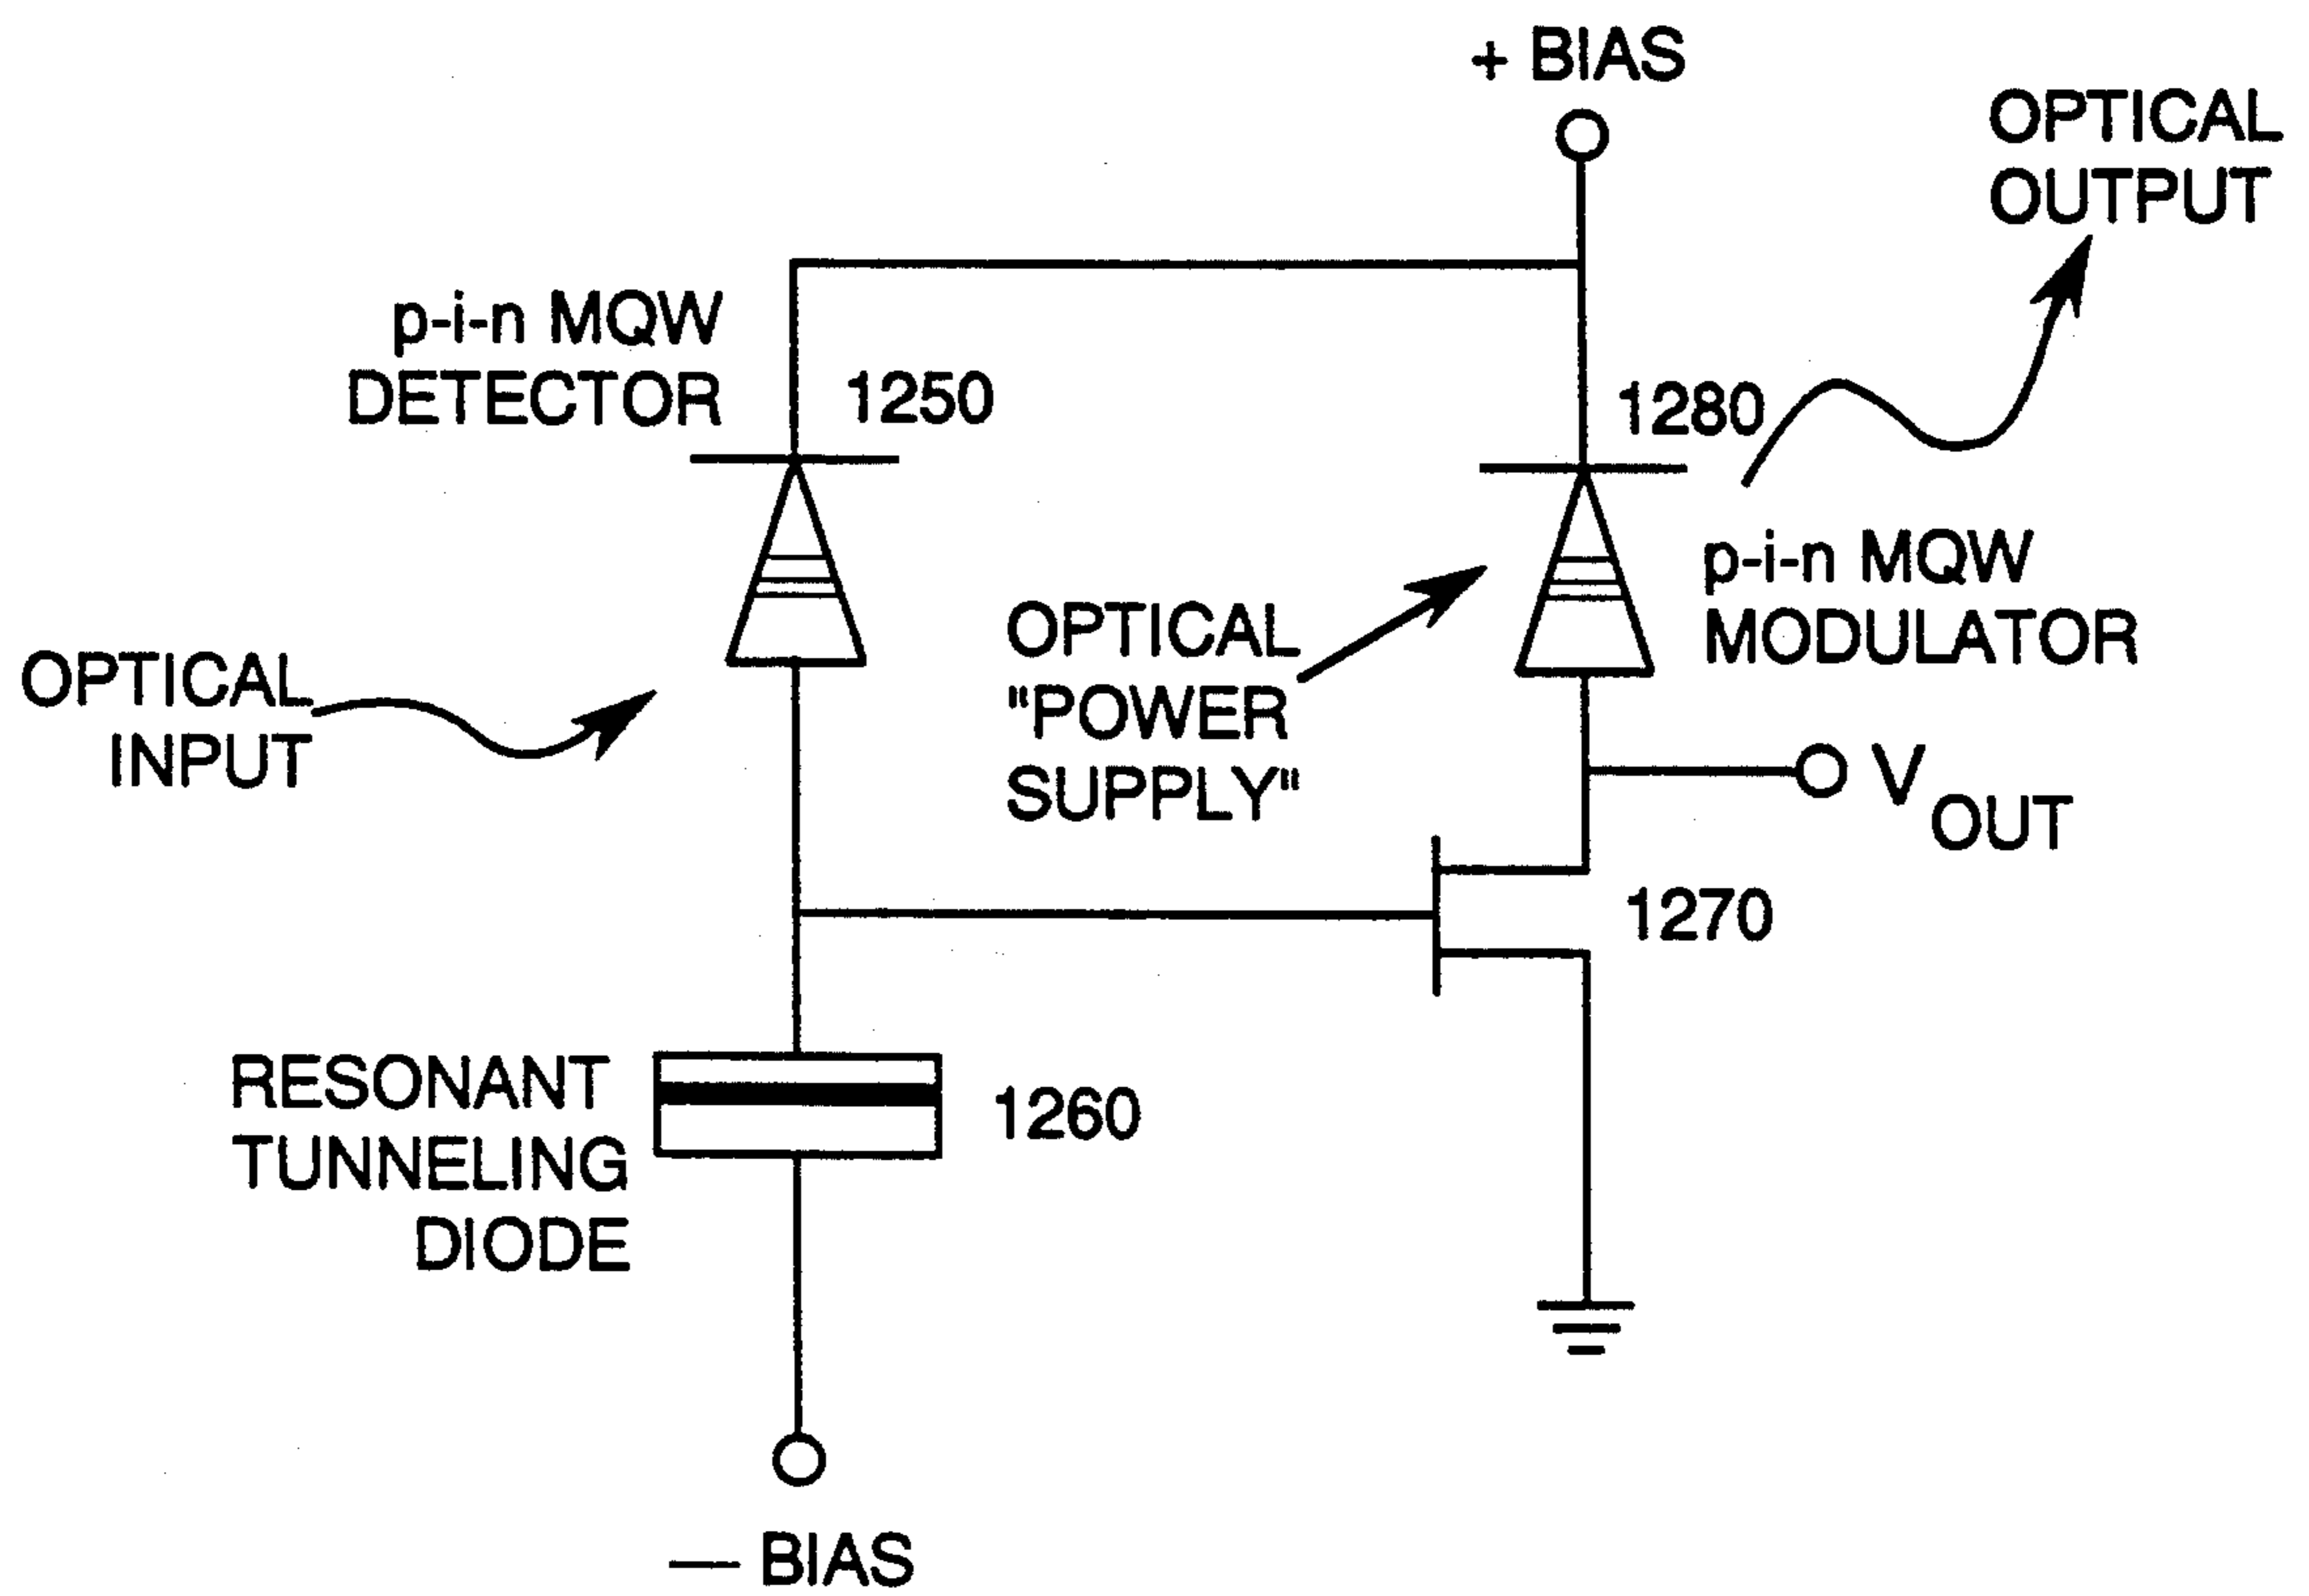 + BIAS
OPTICAL
OUTPUT
p-i-n MQW
DETECTOR
1250
1280
OPTICAL
INPUT
OPTICAL
"POWER
SUPPLY"
p-i-n MQW
MODULATOR
V OUT
1270
RESONANT
TUNNELING
DIODE
1260
— BIAS